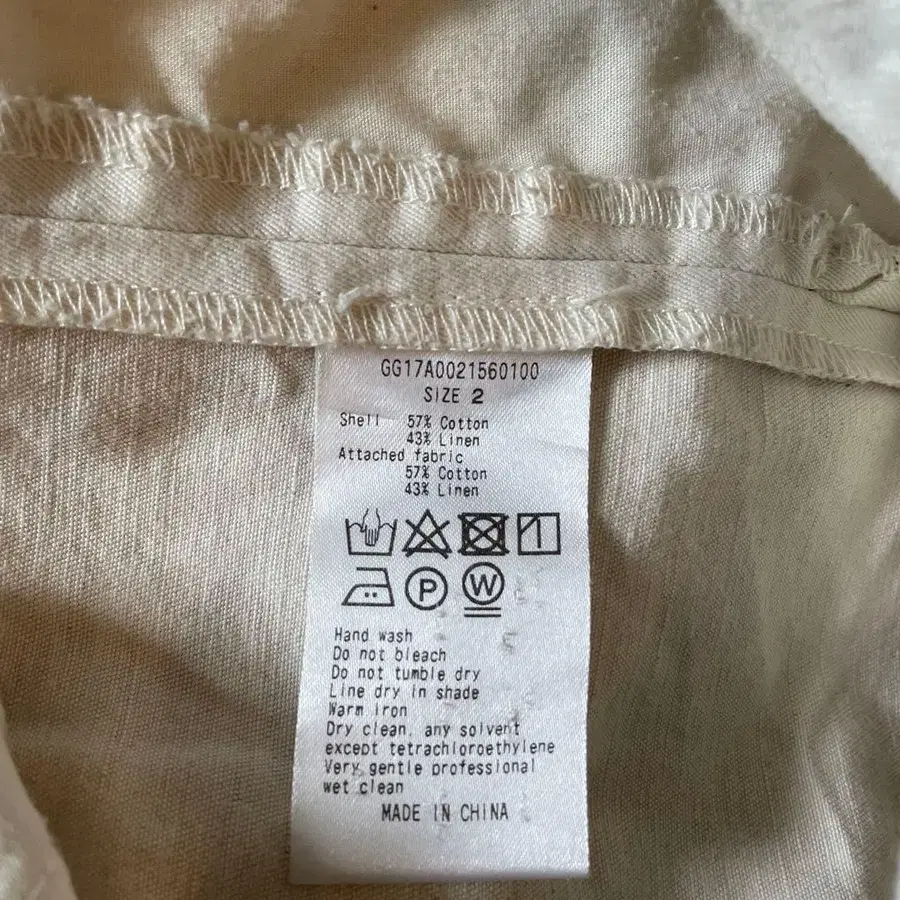 GG17A0021560100
SIZE 2
Shell 57% Cotton
43% Linen
Attached fabric
57% Cotton
43% Linen
P W
Hand wash
Do not bleach
Do not tumble dry
Line dry in shade
Warm iron
Dry clean, any solvent
except tetrachloroethylene
Very gentle professional
wet clean
MADE IN CHINA